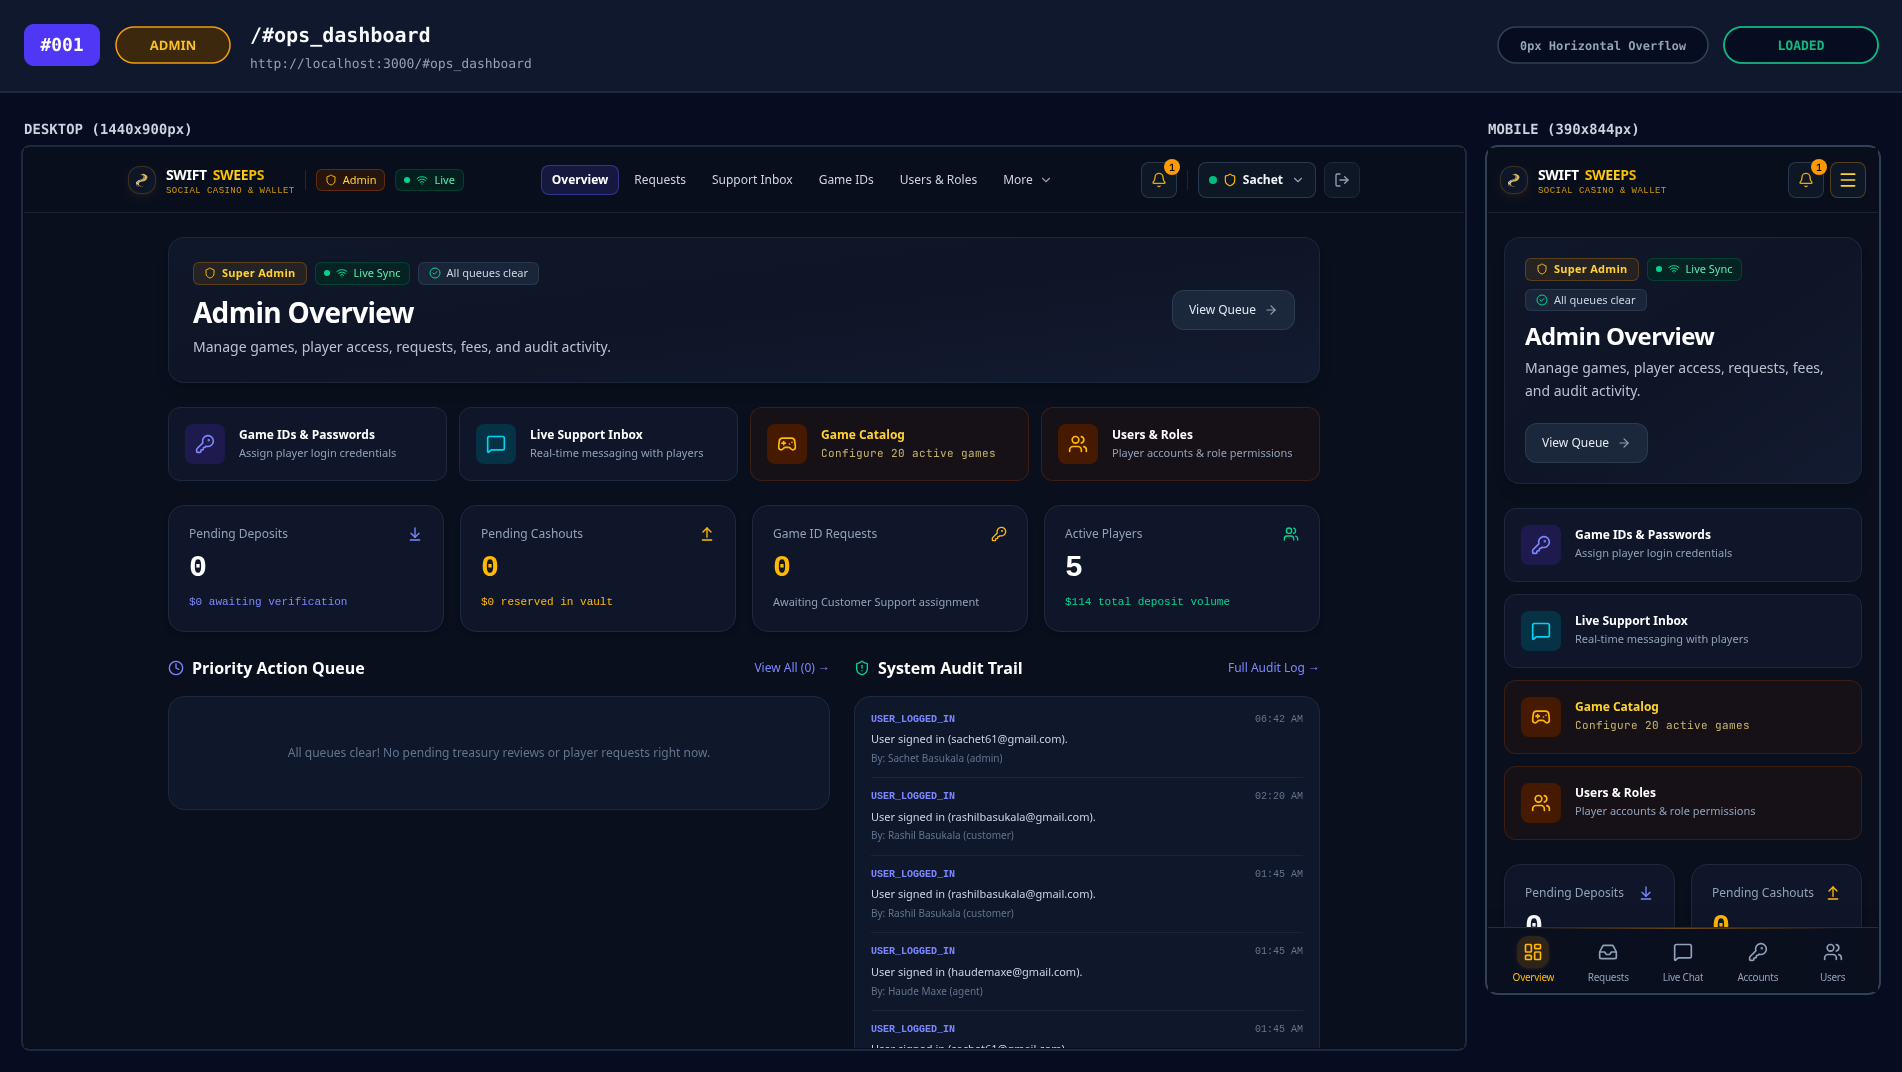 #001
ADMIN
/#ops_dashboard
http://localhost:3000/#ops_dashboard
0px Horizontal Overflow
LOADED
DESKTOP (1440x900px)
SWIFT SWEEPS
SOCIAL CASINO & WALLET
Admin
Live
Overview
Requests
Support Inbox
Game IDs
Users & Roles
More
1
Sachet
Super Admin
Live Sync
All queues clear
Admin Overview
Manage games, player access, requests, fees, and audit activity.
View Queue →
Game IDs & Passwords
Assign player login credentials
Live Support Inbox
Real-time messaging with players
Game Catalog
Configure 20 active games
Users & Roles
Player accounts & role permissions
Pending Deposits
0
$0 awaiting verification
Pending Cashouts
0
$0 reserved in vault
Game ID Requests
0
Awaiting Customer Support assignment
Active Players
5
$114 total deposit volume
Priority Action Queue
View All (0) →
All queues clear! No pending treasury reviews or player requests right now.
System Audit Trail
Full Audit Log →
USER_LOGGED_IN 06:42 AM
User signed in (sachet61@gmail.com).
By: Sachet Basukala (admin)
USER_LOGGED_IN 02:20 AM
User signed in (rashilbasukala@gmail.com).
By: Rashil Basukala (customer)
USER_LOGGED_IN 01:45 AM
User signed in (rashilbasukala@gmail.com).
By: Rashil Basukala (customer)
USER_LOGGED_IN 01:45 AM
User signed in (haudemaxe@gmail.com).
By: Haude Maxe (agent)
USER_LOGGED_IN 01:45 AM
User signed in (sachet61@gmail.com).
MOBILE (390x844px)
SWIFT SWEEPS
SOCIAL CASINO & WALLET
1
Super Admin
Live Sync
All queues clear
Admin Overview
Manage games, player access, requests, fees,
and audit activity.
View Queue →
Game IDs & Passwords
Assign player login credentials
Live Support Inbox
Real-time messaging with players
Game Catalog
Configure 20 active games
Users & Roles
Player accounts & role permissions
Pending Deposits
0
Pending Cashouts
0
Overview
Requests
Live Chat
Accounts
Users